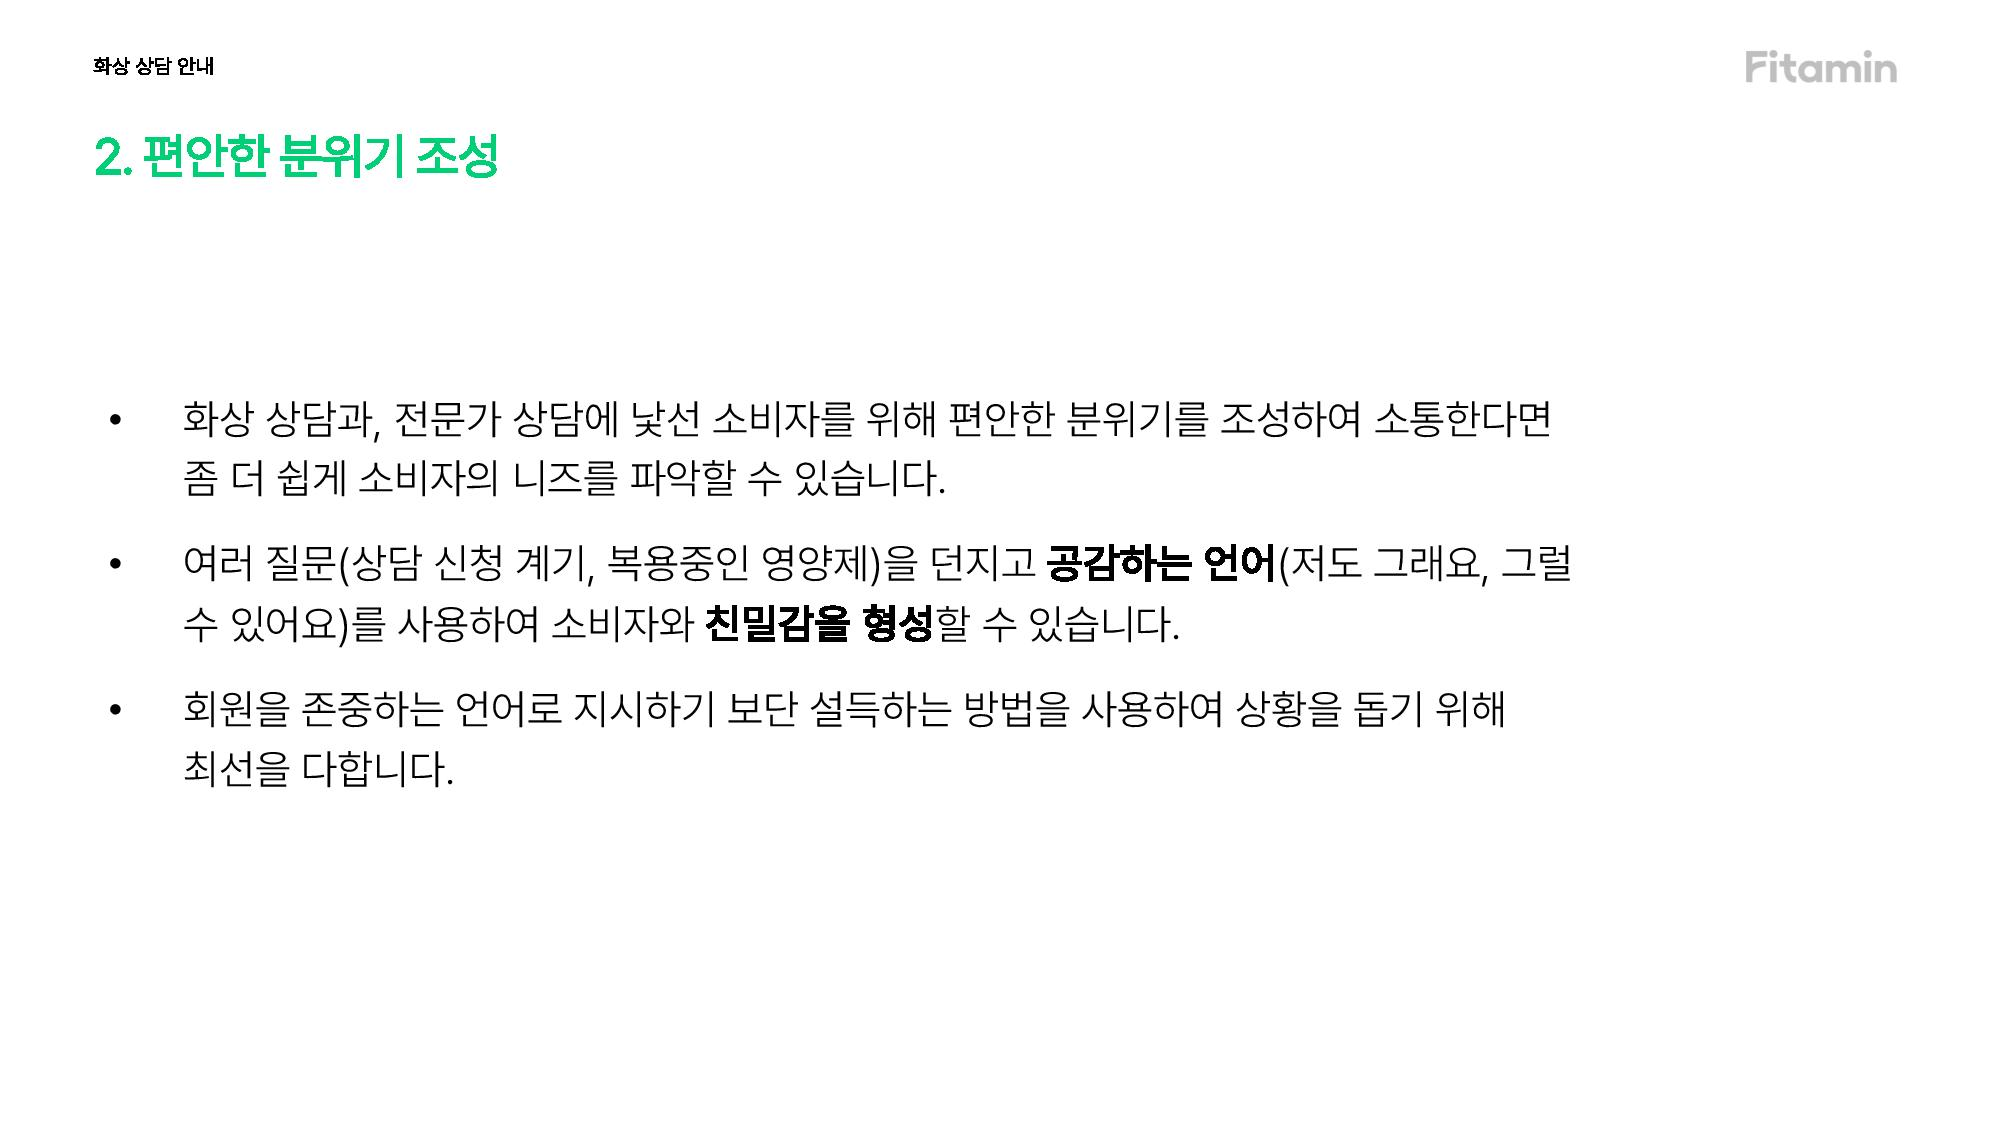 화상 상담 안내
Fitamin
2. 편안한 분위기 조성
• 화상 상담과, 전문가 상담에 낯선 소비자를 위해 편안한 분위기를 조성하여 소통한다면
좀 더 쉽게 소비자의 니즈를 파악할 수 있습니다.
• 여러 질문(상담 신청 계기, 복용중인 영양제)을 던지고 공감하는 언어(저도 그래요, 그럴
수 있어요)를 사용하여 소비자와 친밀감을 형성할 수 있습니다.
• 회원을 존중하는 언어로 지시하기 보단 설득하는 방법을 사용하여 상황을 돕기 위해
최선을 다합니다.